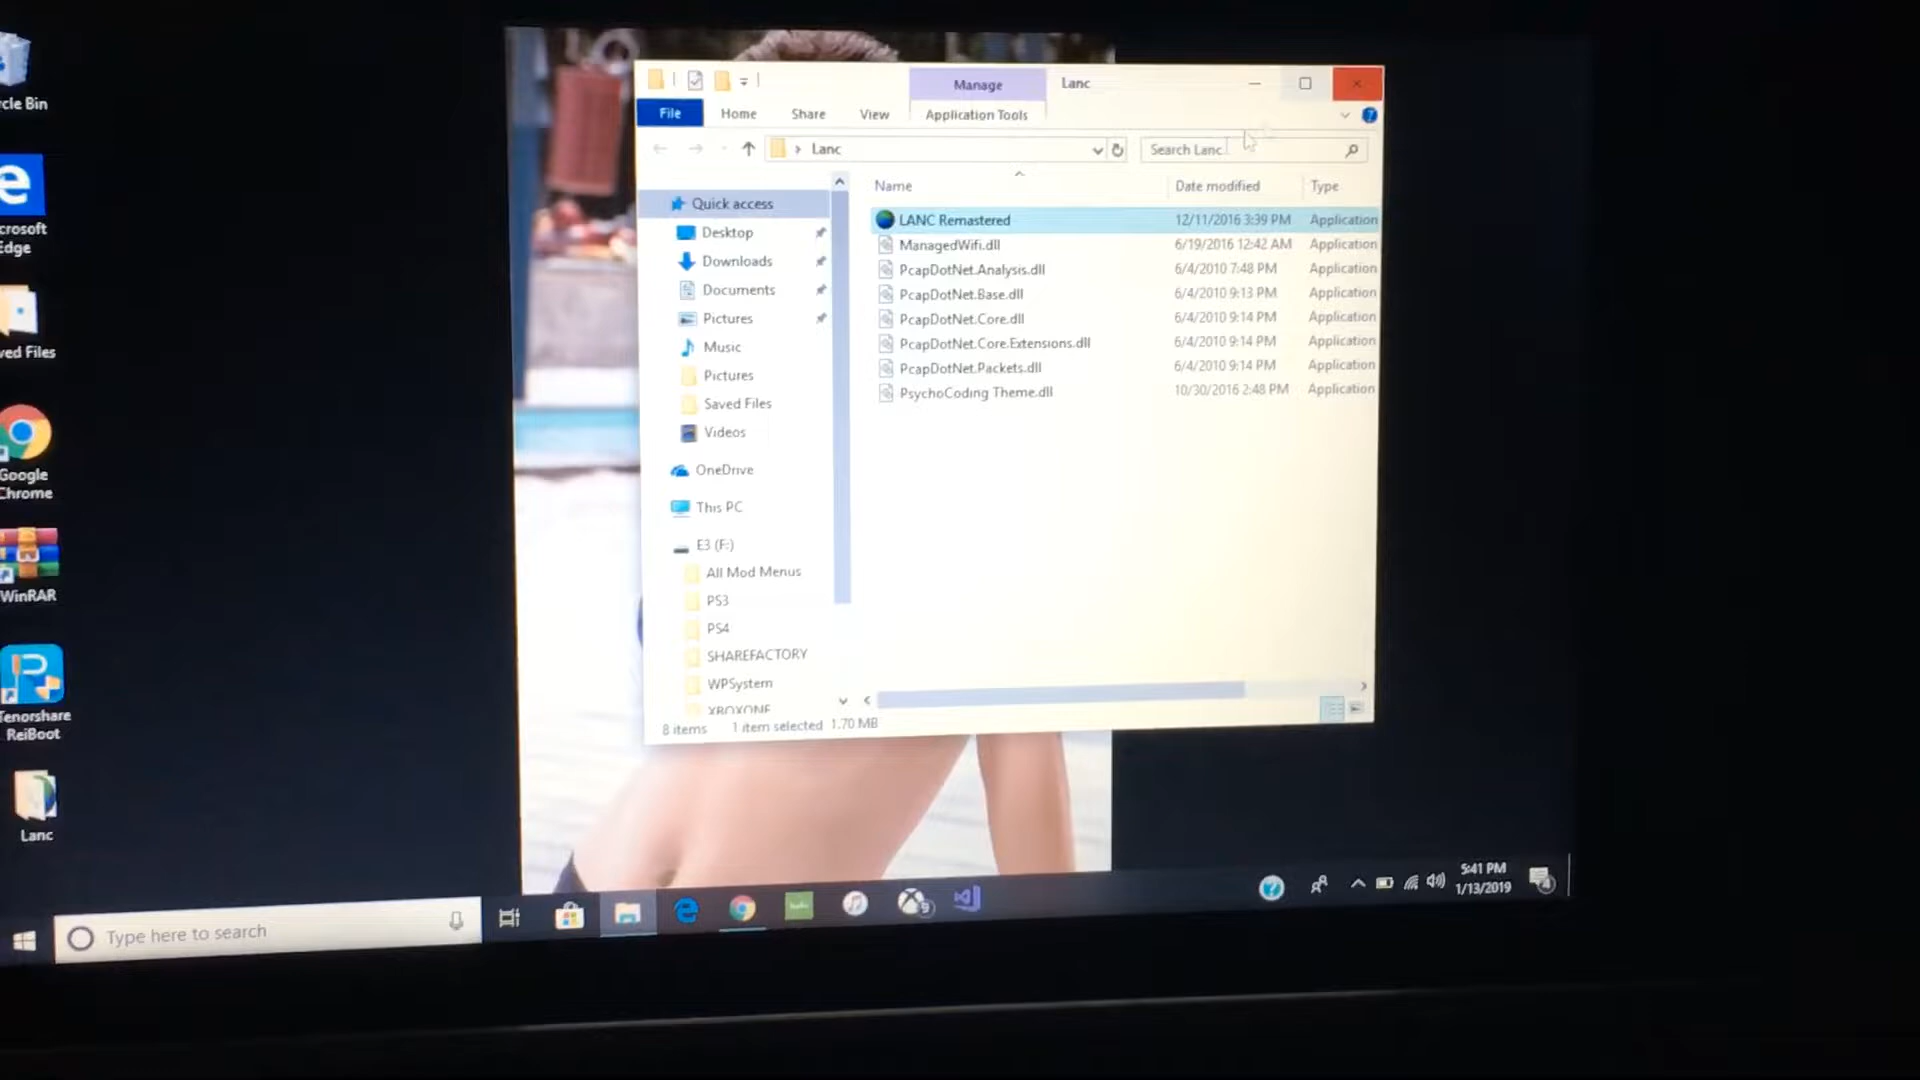 cle Bin
crosoft
Edge
ved Files
Google
Chrome
WinRAR
Tenorshare
ReiBoot
Lanc
Manage
Lanc
File
Home
Share
View
Application Tools
Lanc
Search Lanc
Name
Date modified
Type
Quick access
Desktop
Downloads
Documents
Pictures
Music
Pictures
Saved Files
Videos
OneDrive
This PC
E3 (F:)
All Mod Menus
PS3
PS4
SHAREFACTORY
WPSystem
XBOXONE
LANC Remastered 12/11/2016 3:39 PM Application
ManagedWifi.dll 6/19/2016 12:42 AM Application
PcapDotNet.Analysis.dll 6/4/2010 7:48 PM Application
PcapDotNet.Base.dll 6/4/2010 9:13 PM Application
PcapDotNet.Core.dll 6/4/2010 9:14 PM Application
PcapDotNet.Core.Extensions.dll 6/4/2010 9:14 PM Application
PcapDotNet.Packets.dll 6/4/2010 9:14 PM Application
PsychoCoding Theme.dll 10/30/2016 2:48 PM Application
8 items 1 item selected 1.70 MB
Type here to search
hulu
9
5:41 PM
1/13/2019
4